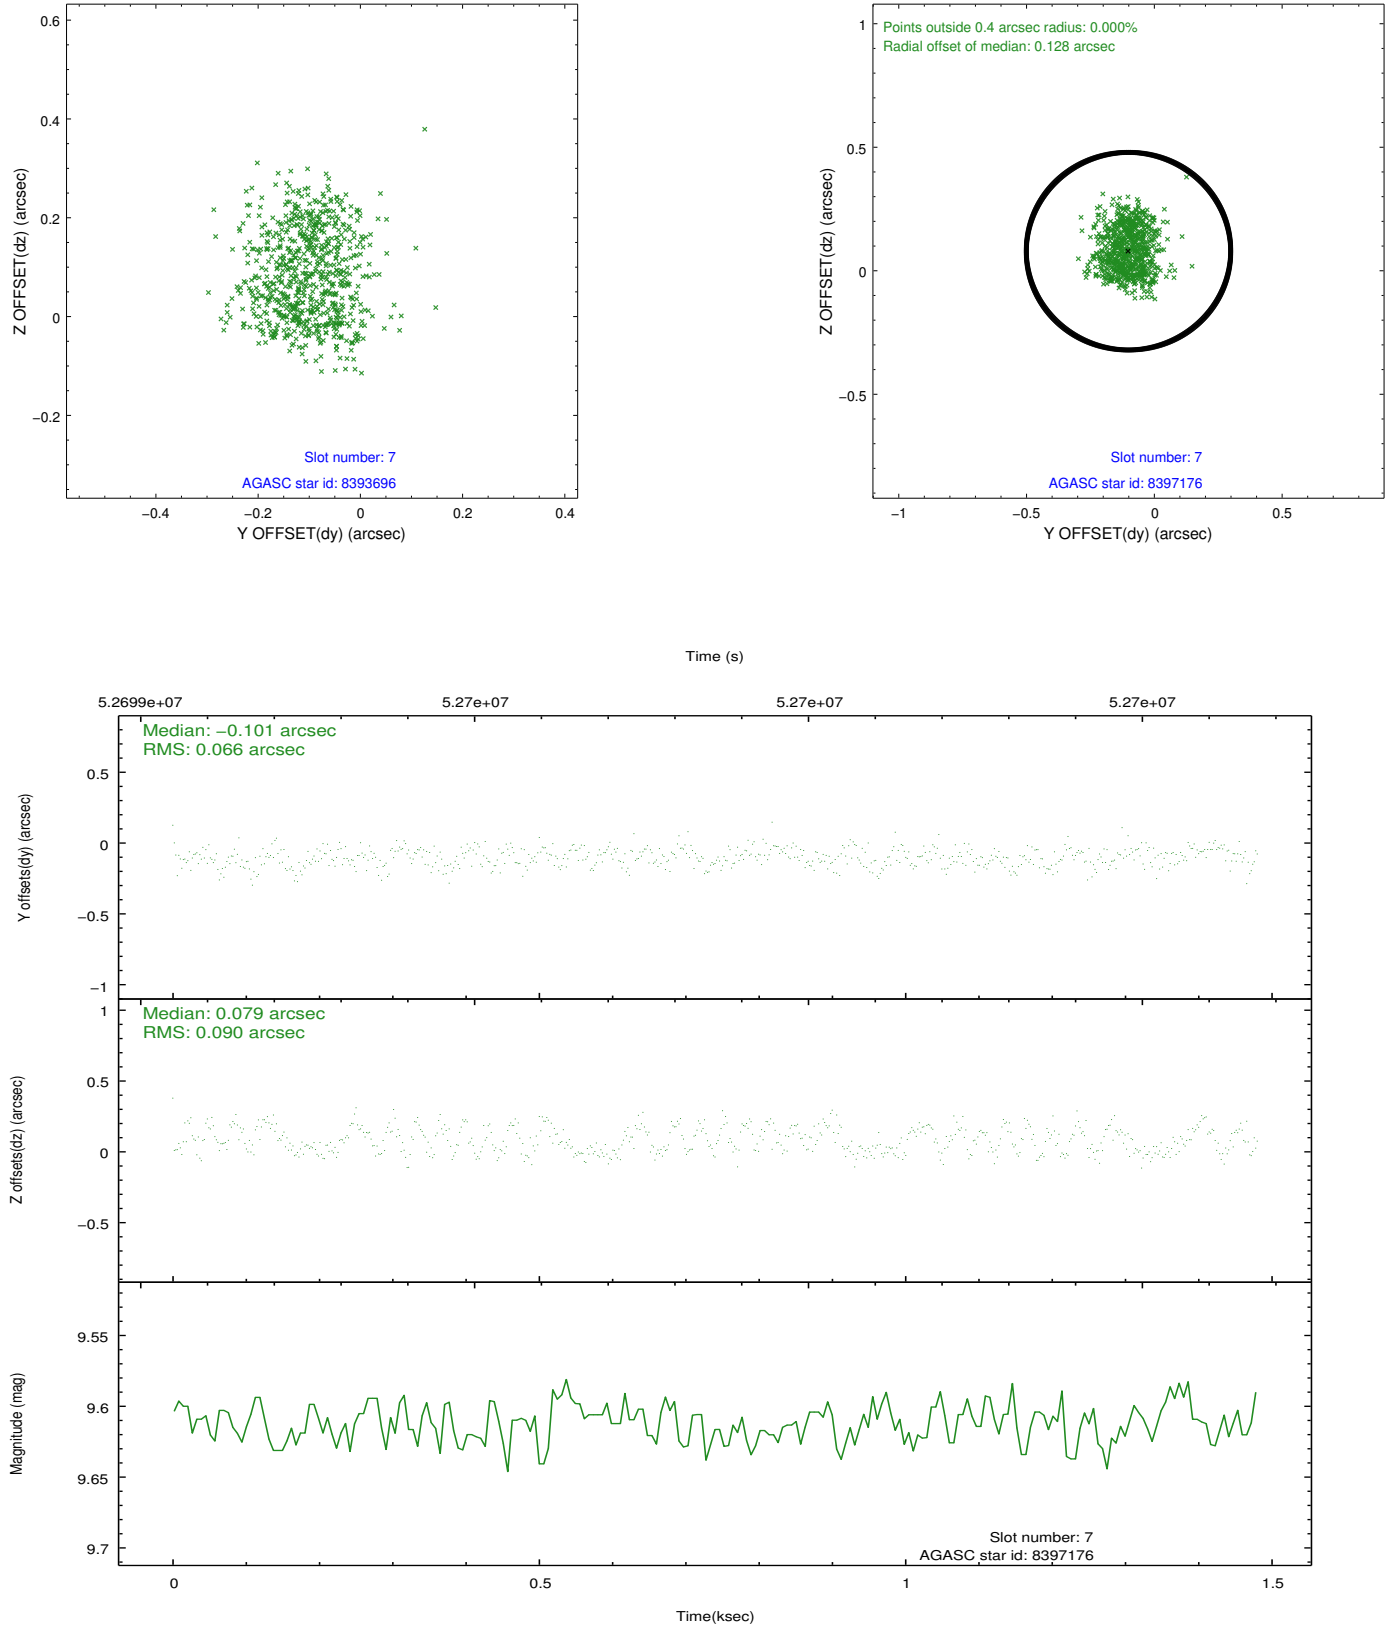 0.6
0.4
0.2
0
−0.2
Z OFFSET(dz) (arcsec)
Slot number: 7
AGASC star id: 8393696
−0.4
−0.2
0
0.2
0.4
Y OFFSET(dy) (arcsec)
Points outside 0.4 arcsec radius: 0.000%
Radial offset of median: 0.128 arcsec
1
0.5
0
−0.5
Z OFFSET(dz) (arcsec)
Slot number: 7
AGASC star id: 8397176
−1
−0.5
0
0.5
Y OFFSET(dy) (arcsec)
Time (s)
5.2699e+07
5.27e+07
5.27e+07
5.27e+07
Median: −0.101 arcsec
RMS: 0.066 arcsec
0.5
0
−0.5
−1
Y offsets(dy) (arcsec)
Median: 0.079 arcsec
RMS: 0.090 arcsec
1
0.5
0
−0.5
Z offsets(dz) (arcsec)
9.55
9.6
9.65
9.7
Magnitude (mag)
Slot number: 7
AGASC star id: 8397176
0
0.5
1
1.5
Time(ksec)